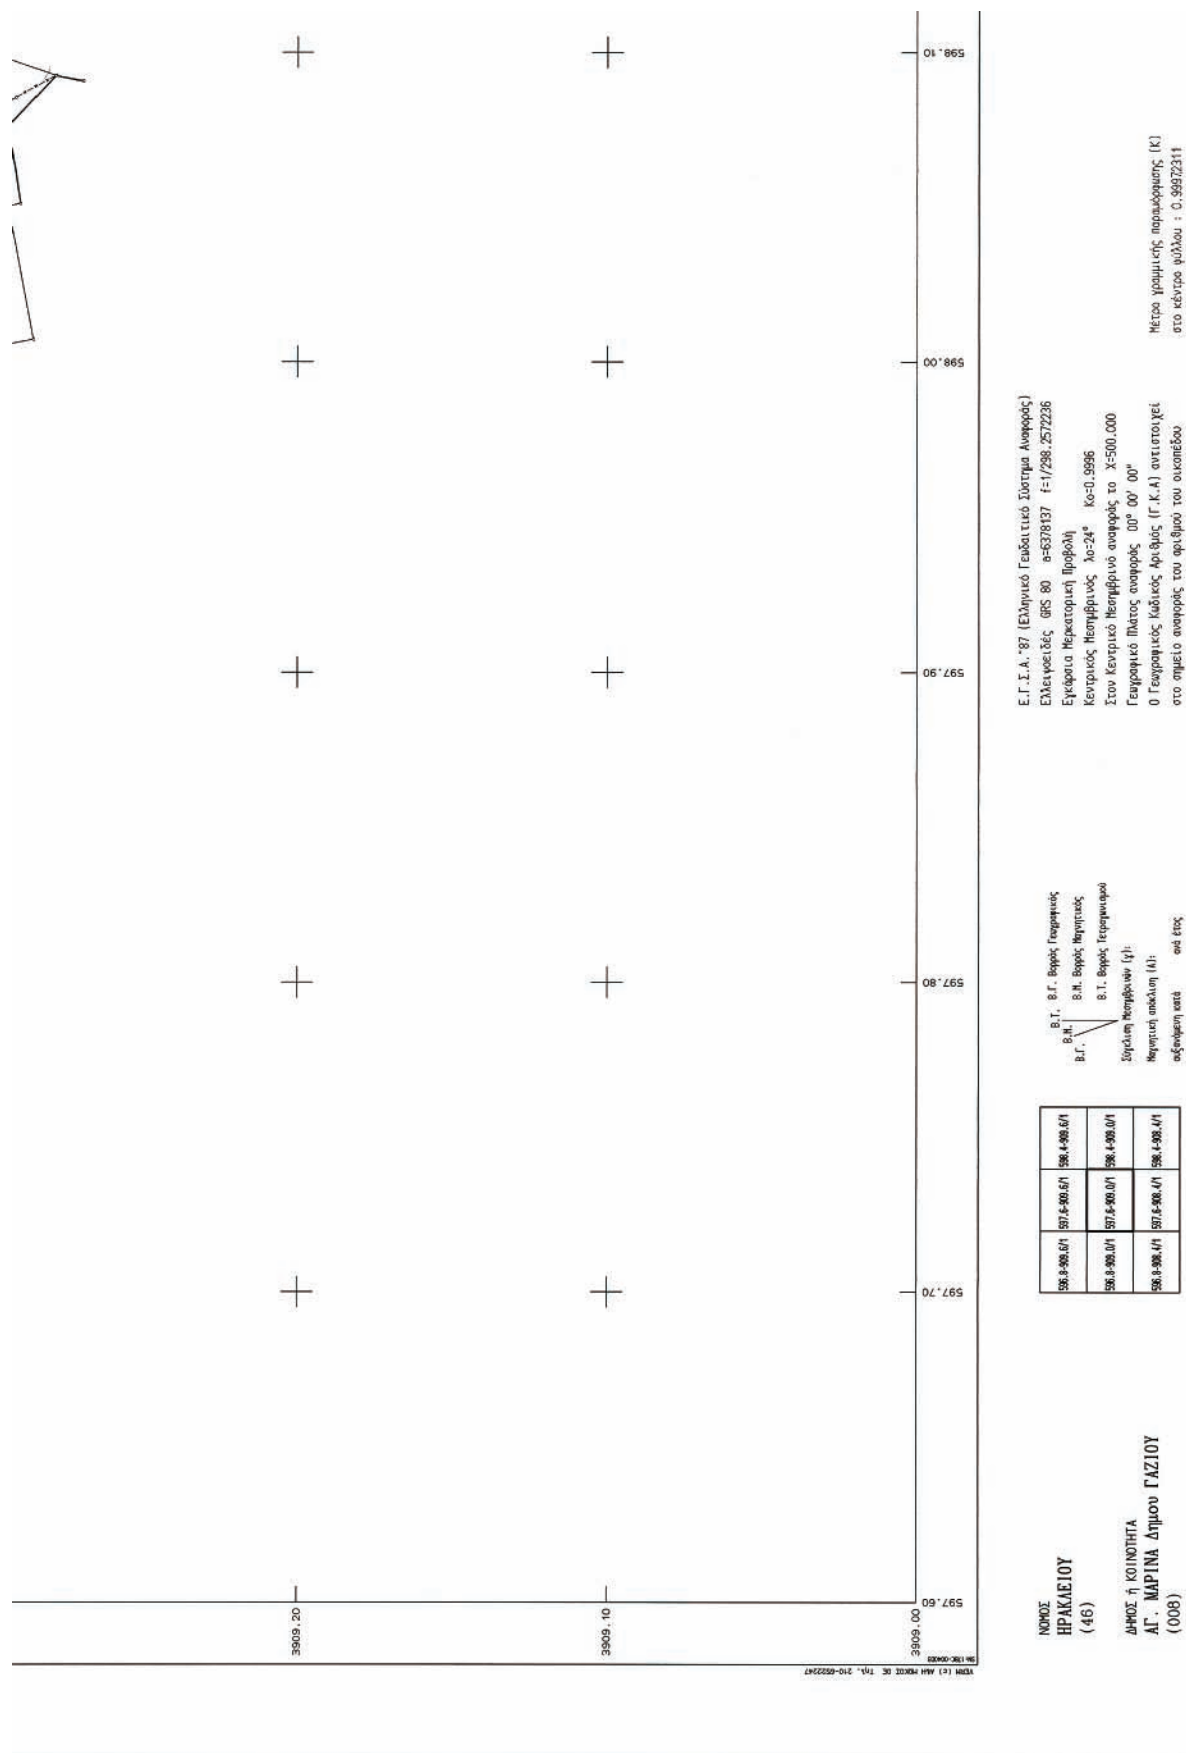 598.10
598.00
597.90
597.80
597.70
597.60
3909.20
3909.10
3909.00
ΝΟΜΟΣ
ΗΡΑΚΛΕΙΟΥ
(46)
ΔΗΜΟΣ ή ΚΟΙΝΟΤΗΤΑ
ΑΓ. ΜΑΡΙΝΑ Δημου ΓΑΖΙΟΥ
(008)
596.8-909.6/1 597.6-909.6/1 598.4-909.6/1
596.8-909.0/1 597.6-909.0/1 598.4-909.0/1
596.8-908.4/1 597.6-908.4/1 598.4-908.4/1
Β.Τ. Β.Γ. Βορράς Γεωγραφικός
Β.Μ. Β.Μ. Βορράς Μαγνητικός
Β.Γ. Β.Τ. Βορράς Τετραγωνισμού
Σύγκλιση Μεσημβρινών (γ):
Μαγνητική απόκλιση (Δ):
αυξανόμενη κατά ανά έτος
Ε.Γ.Σ.Α. '87 (Ελληνικό Γεωδαιτικό Σύστημα Αναφοράς)
Ελλειψοειδές GRS 80 a=6378137 f=1/298.2572236
Εγκάρσια Μερκατορική Προβολή
Κεντρικός Μεσημβρινός λο=24° Κο=0.9996
Στον Κεντρικό Μεσημβρινό αναφοράς το Χ=500.000
Γεωγραφικό Πλάτος αναφοράς 00° 00' 00"
Ο Γεωγραφικός Κωδικός Αριθμός (Γ.Κ.Α) αντιστοιχεί
στο σημείο αναφοράς του αριθμού του οικοπέδου
Μέτρο γραμμικής παραμόρφωσης (Κ)
στο κέντρο φύλλου : 0.99972311